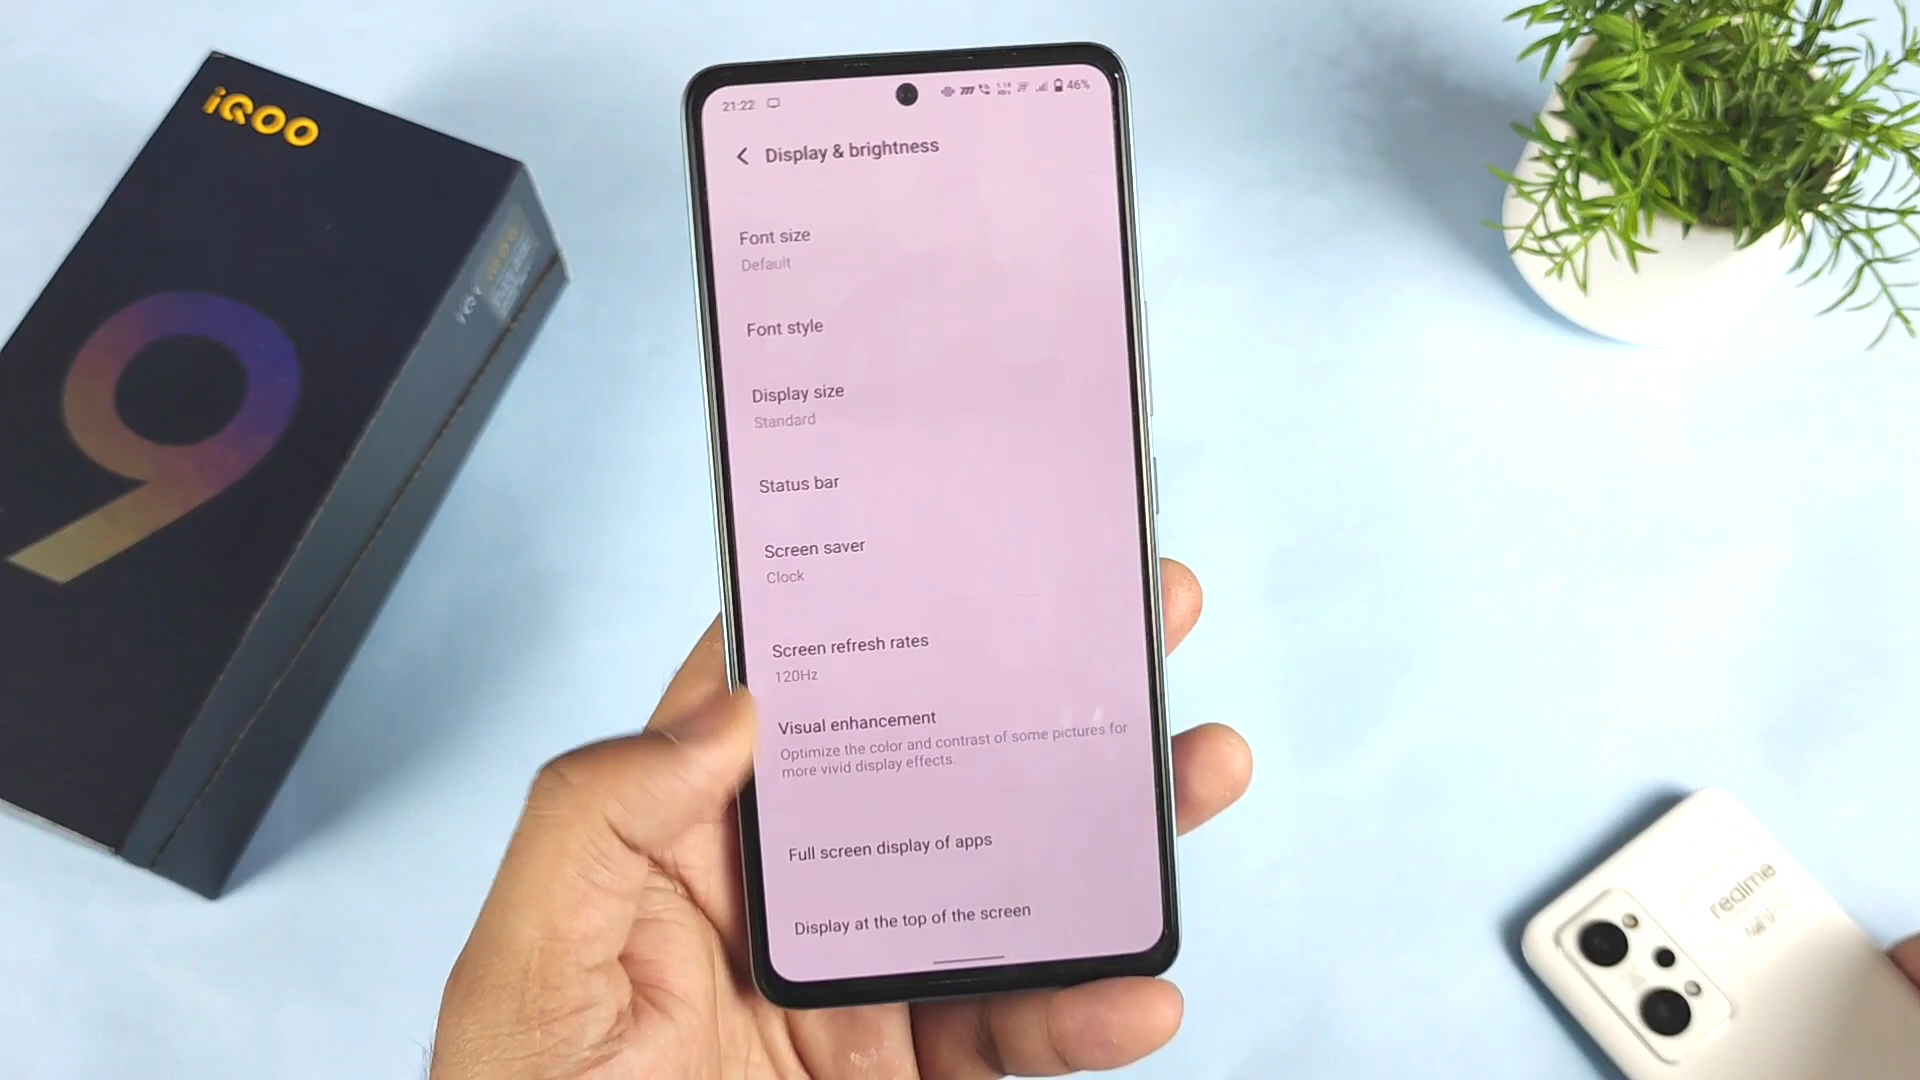 iQOO
9
21:22
46%
Display & brightness
Font size
Default
Font style
Display size
Standard
Status bar
Screen saver
Clock
Screen refresh rates
120Hz
Visual enhancement
Optimize the color and contrast of some pictures for
more vivid display effects.
Full screen display of apps
Display at the top of the screen
realme